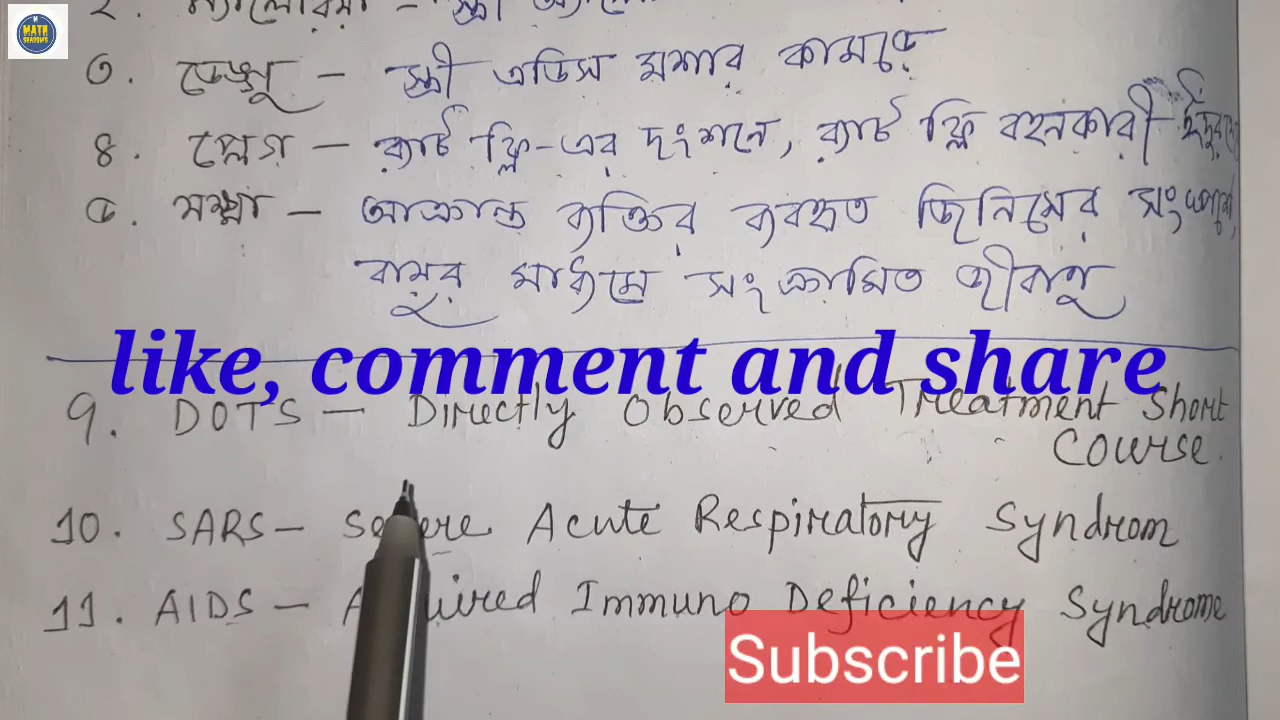 MATH
২. ম্যালেরিয়া - স্ত্রী
৩. ডেঙ্গু - স্ত্রী এডিস মশার কামড়ে
৪. প্লেগ - র‍্যাট ফ্লি-এর দংশনে, র‍্যাট ফ্লি বহনকারী ইঁদুর
৫. যক্ষ্মা - আক্রান্ত ব্যক্তির ব্যবহৃত জিনিসের সংস্পর্শে,
বায়ুর মাধ্যমে সংক্রামিত জীবাণু
like, comment and share
9. DOTS - Directly Observed Treatment Short
Course.
10. SARS - Severe Acute Respiratory Syndrom
11. AIDS - Acquired Immuno Deficiency Syndrome
Subscribe